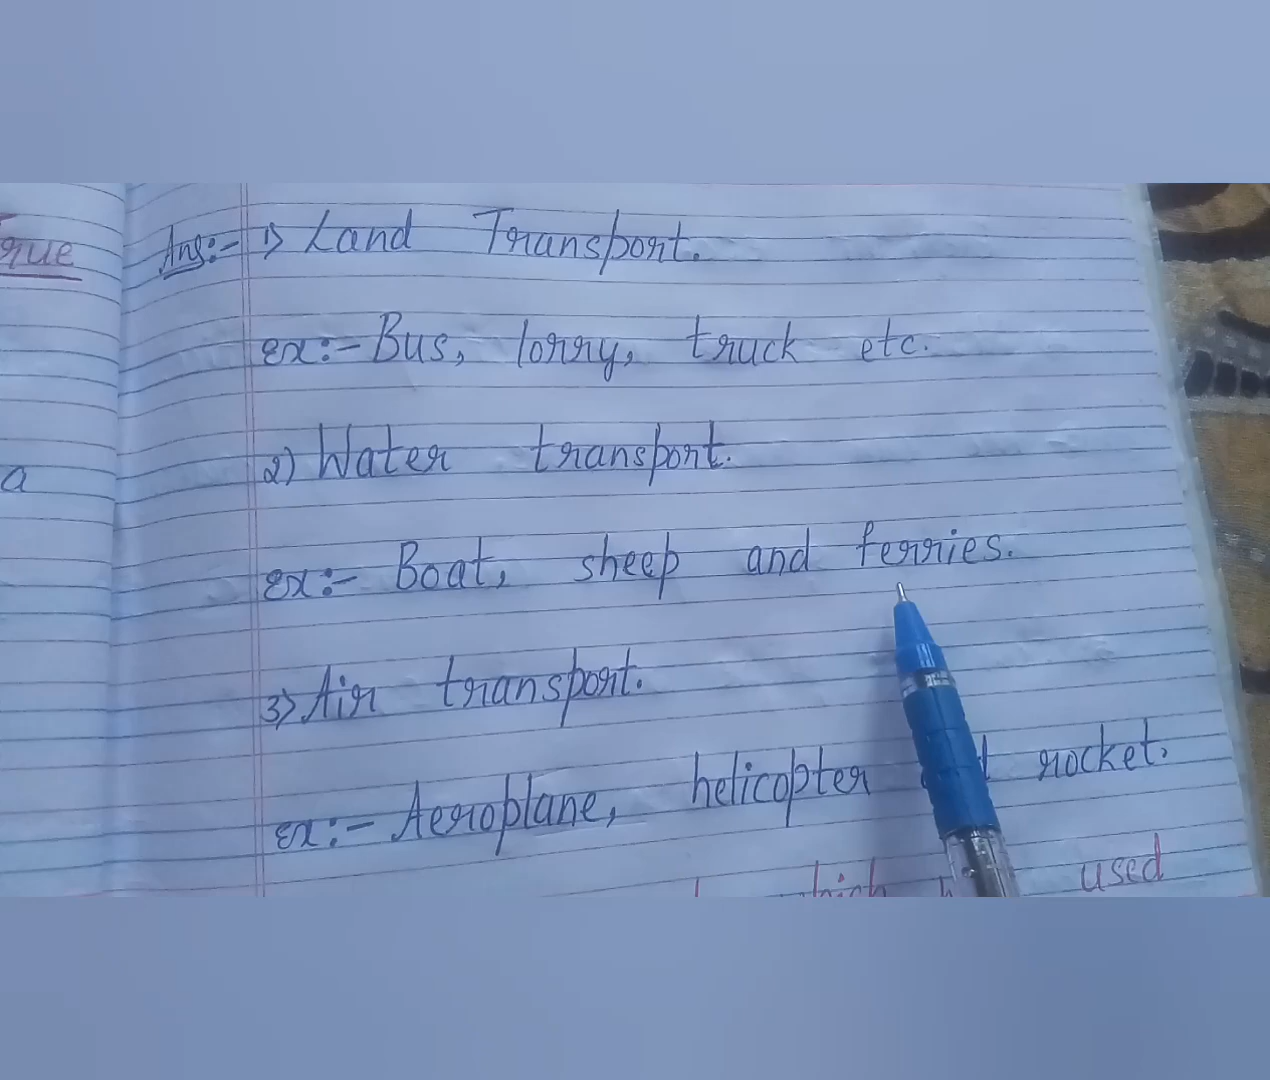 Ans:- 1) Land Transport.
ex:- Bus, lorry, truck etc.
2) Water transport.
ex:- Boat, sheep and ferries.
3) Air transport.
ex:- Aeroplane, helicopter rocket.
used
a